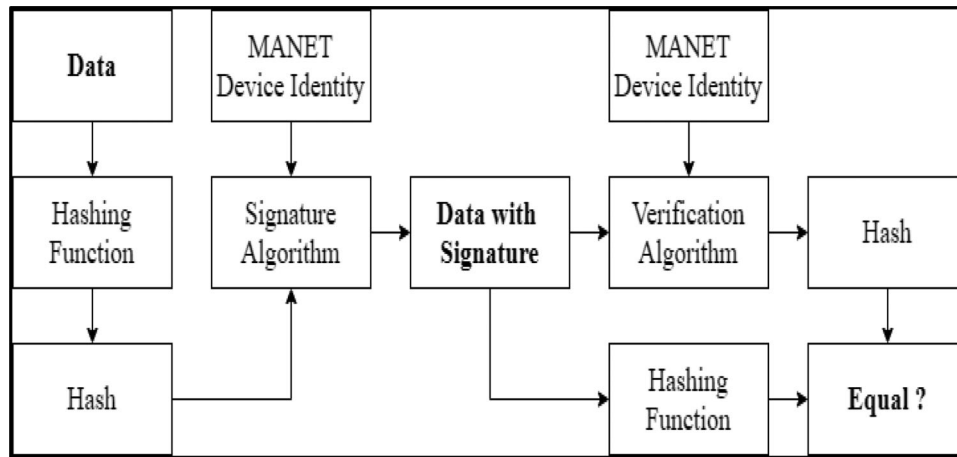 Data
MANET
Device Identity
MANET
Device Identity
Hashing
Function
Signature
Algorithm
Data with
Signature
Verification
Algorithm
Hash
Hash
Hashing
Function
Equal ?